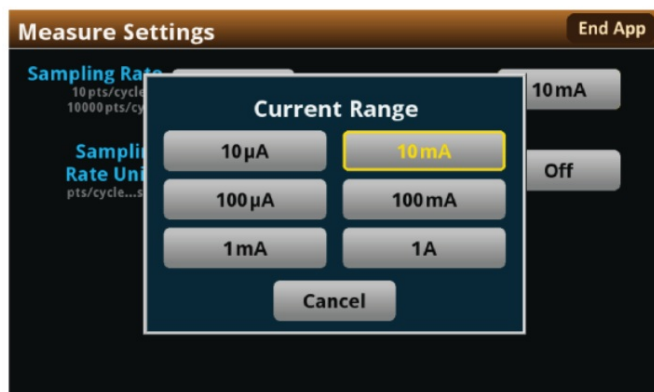 Measure Settings
End App
Sampling Rate
10 pts/cycle
10000 pts/cy
10 mA
Sampli
Rate Uni
pts/cycle...s
Off
Current Range
10 µA
10 mA
100 µA
100 mA
1 mA
1 A
Cancel